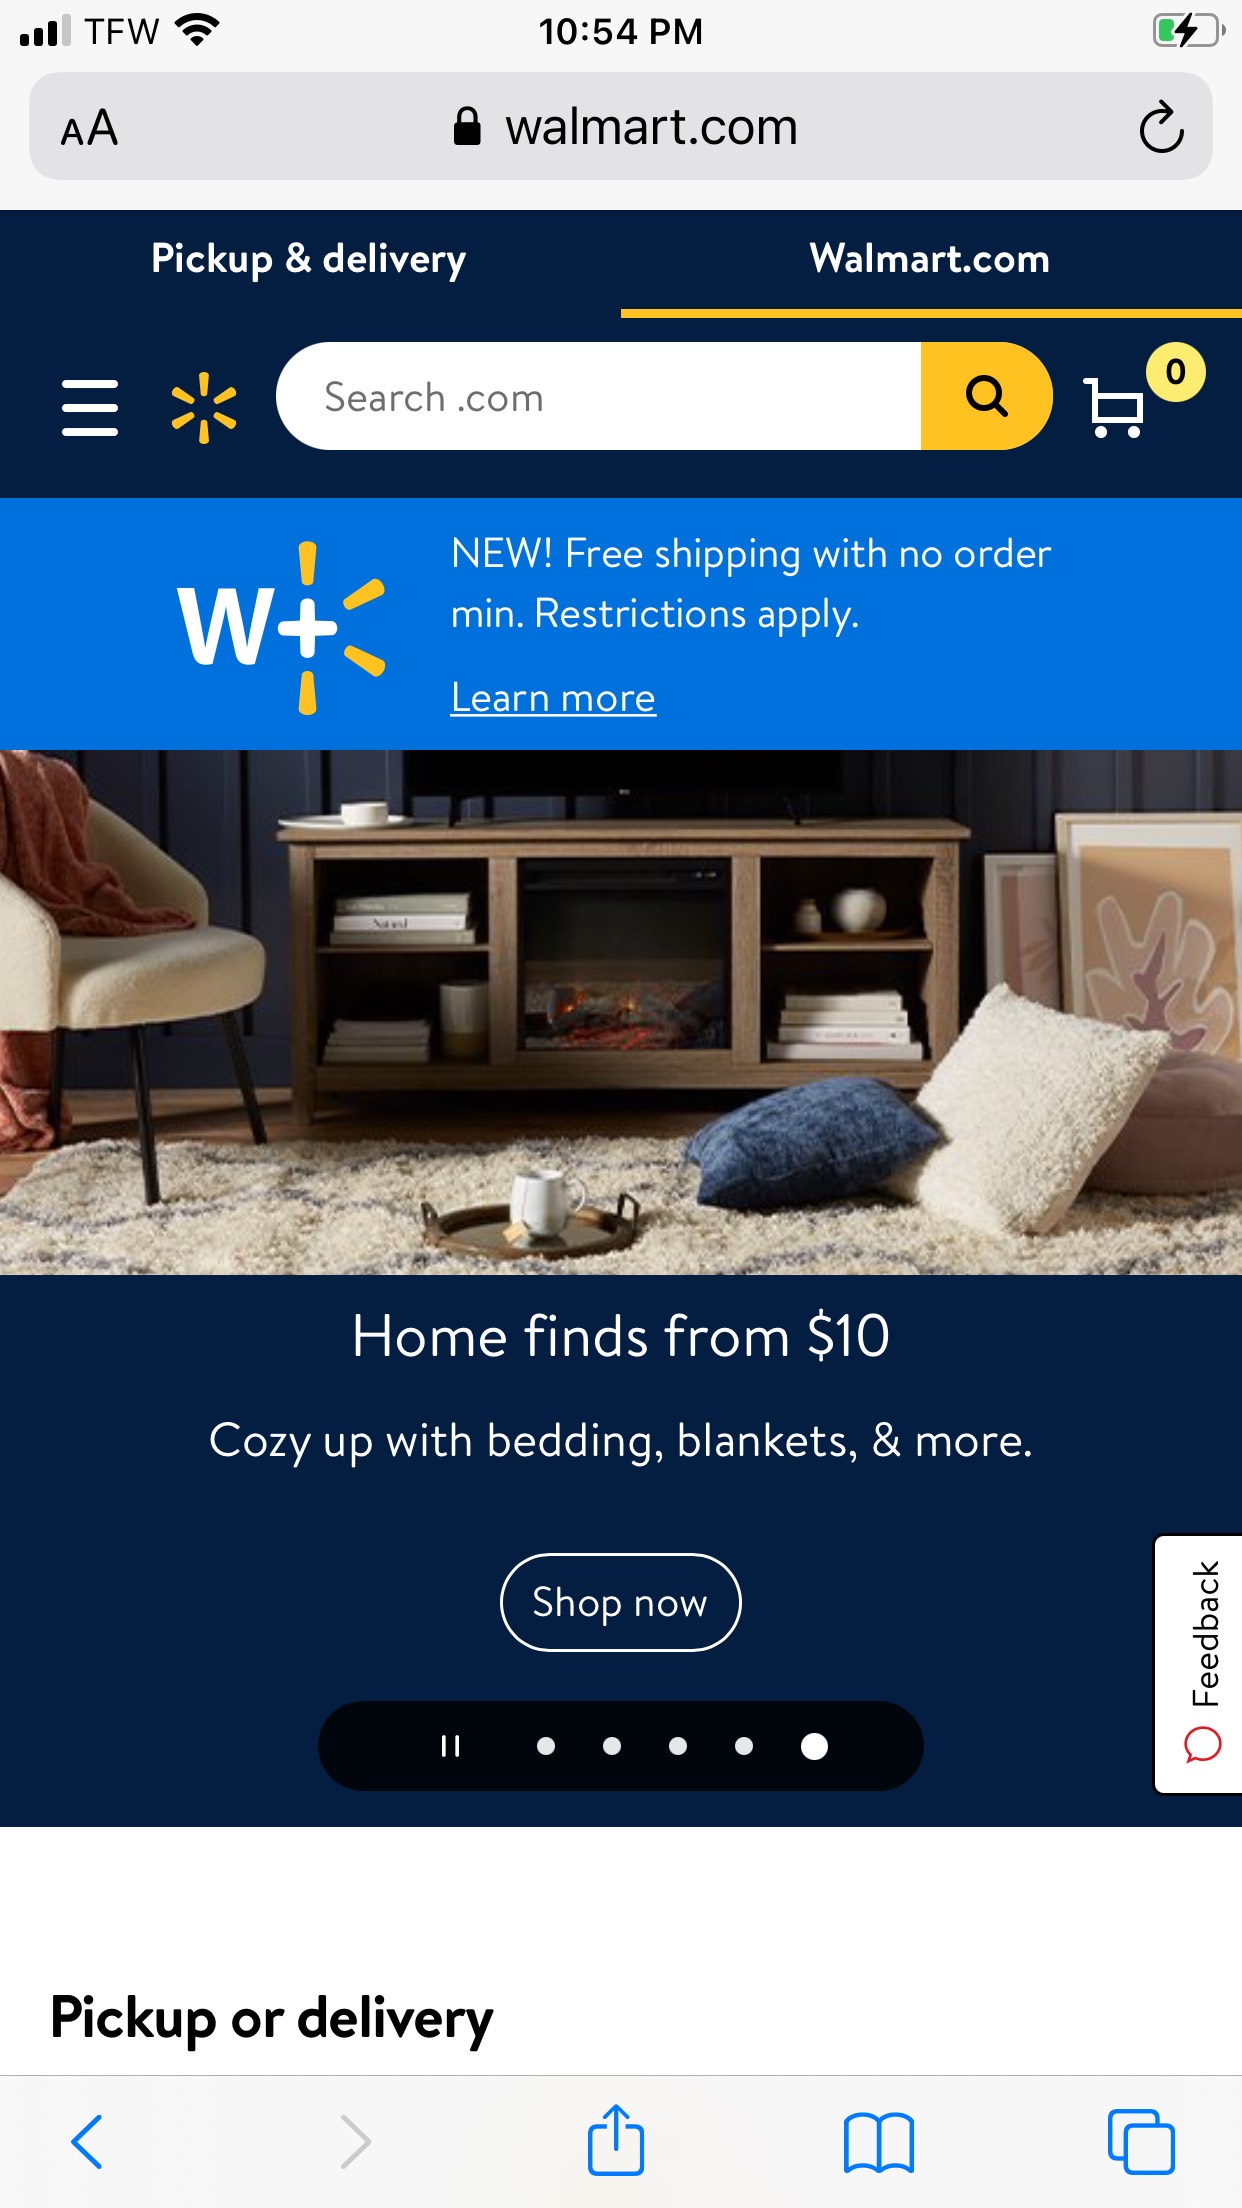 TFW 10:54 PM
AA walmart.com
Pickup & delivery Walmart.com
Search .com 0
W+
NEW! Free shipping with no order
min. Restrictions apply.
Learn more
Home finds from $10
Cozy up with bedding, blankets, & more.
Shop now
Feedback
Pickup or delivery